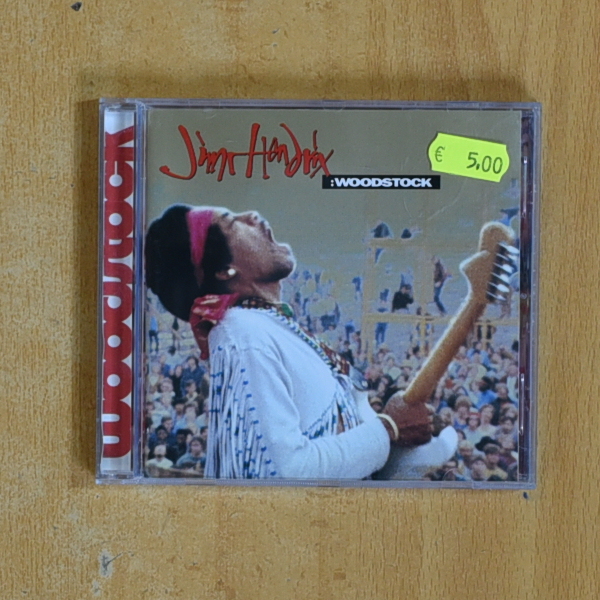 Jimi Hendrix
:WOODSTOCK
€ 5,00
woodstock